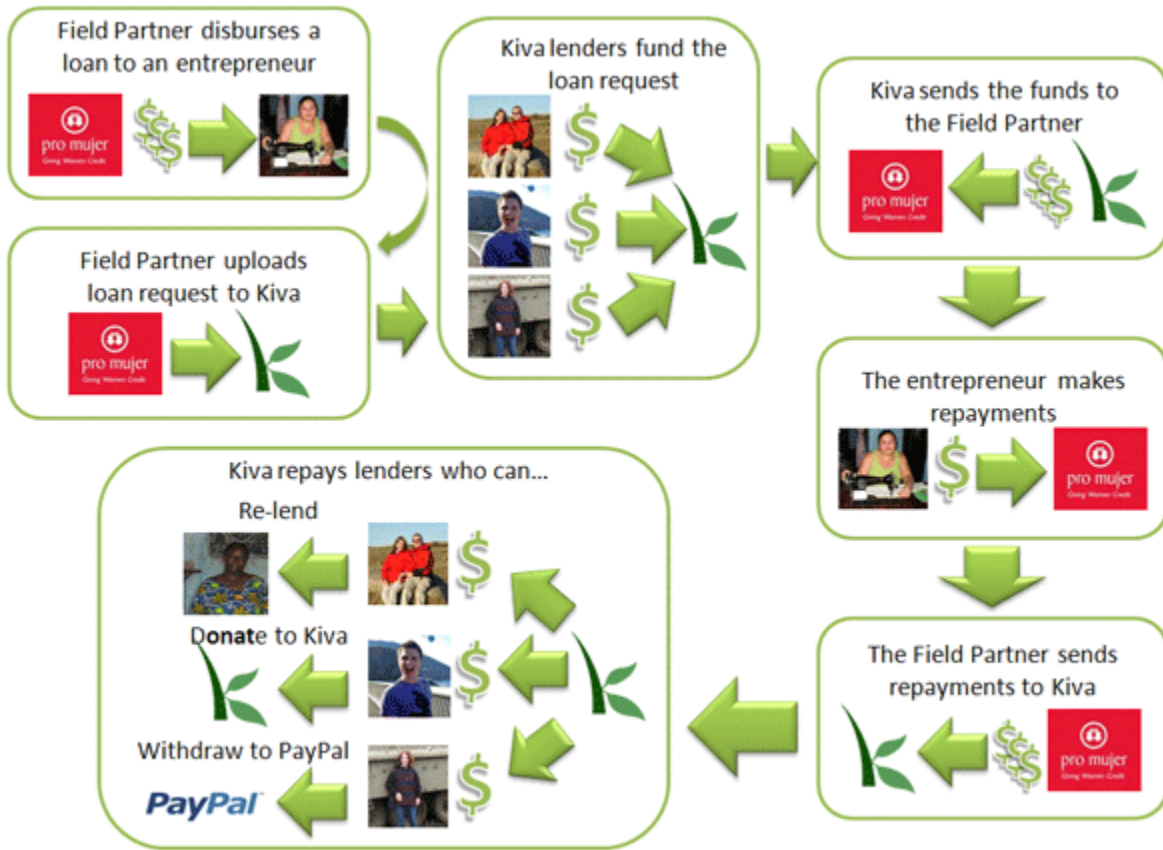 Field Partner disburses a
loan to an entrepreneur
pro mujer
Giving Women Credit
Field Partner uploads
loan request to Kiva
pro mujer
Giving Women Credit
Kiva lenders fund the
loan request
Kiva sends the funds to
the Field Partner
pro mujer
Giving Women Credit
The entrepreneur makes
repayments
pro mujer
Giving Women Credit
The Field Partner sends
repayments to Kiva
pro mujer
Giving Women Credit
Kiva repays lenders who can...
Re-lend
Donate to Kiva
Withdraw to PayPal
PayPal